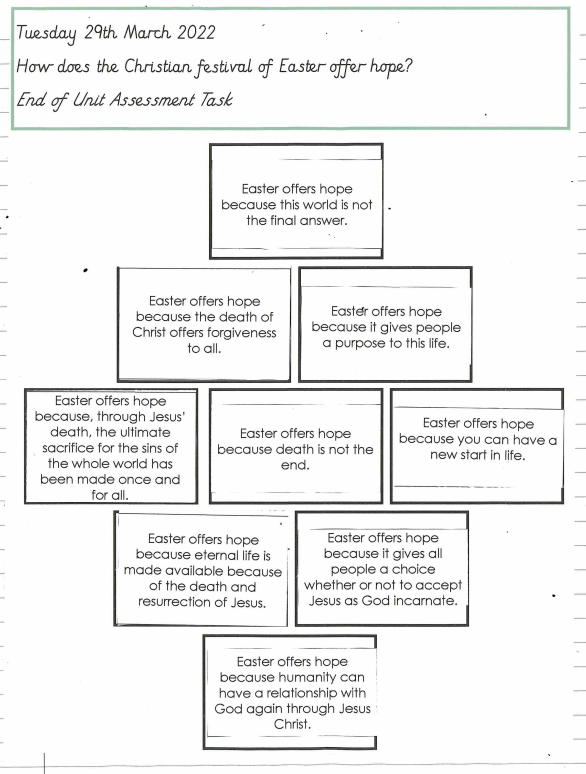 Tuesday 29th March 2022
How does the Christian festival of Easter offer hope?
End of Unit Assessment Task
Easter offers hope
because this world is not
the final answer.
Easter offers hope
because the death of
Christ offers forgiveness
to all.
Easter offers hope
because it gives people
a purpose to this life.
Easter offers hope
because, through Jesus'
death, the ultimate
sacrifice for the sins of
the whole world has
been made once and
for all.
Easter offers hope
because death is not the
end.
Easter offers hope
because you can have a
new start in life.
Easter offers hope
because eternal life is
made available because
of the death and
resurrection of Jesus.
Easter offers hope
because it gives all
people a choice
whether or not to accept
Jesus as God incarnate.
Easter offers hope
because humanity can
have a relationship with
God again through Jesus
Christ.